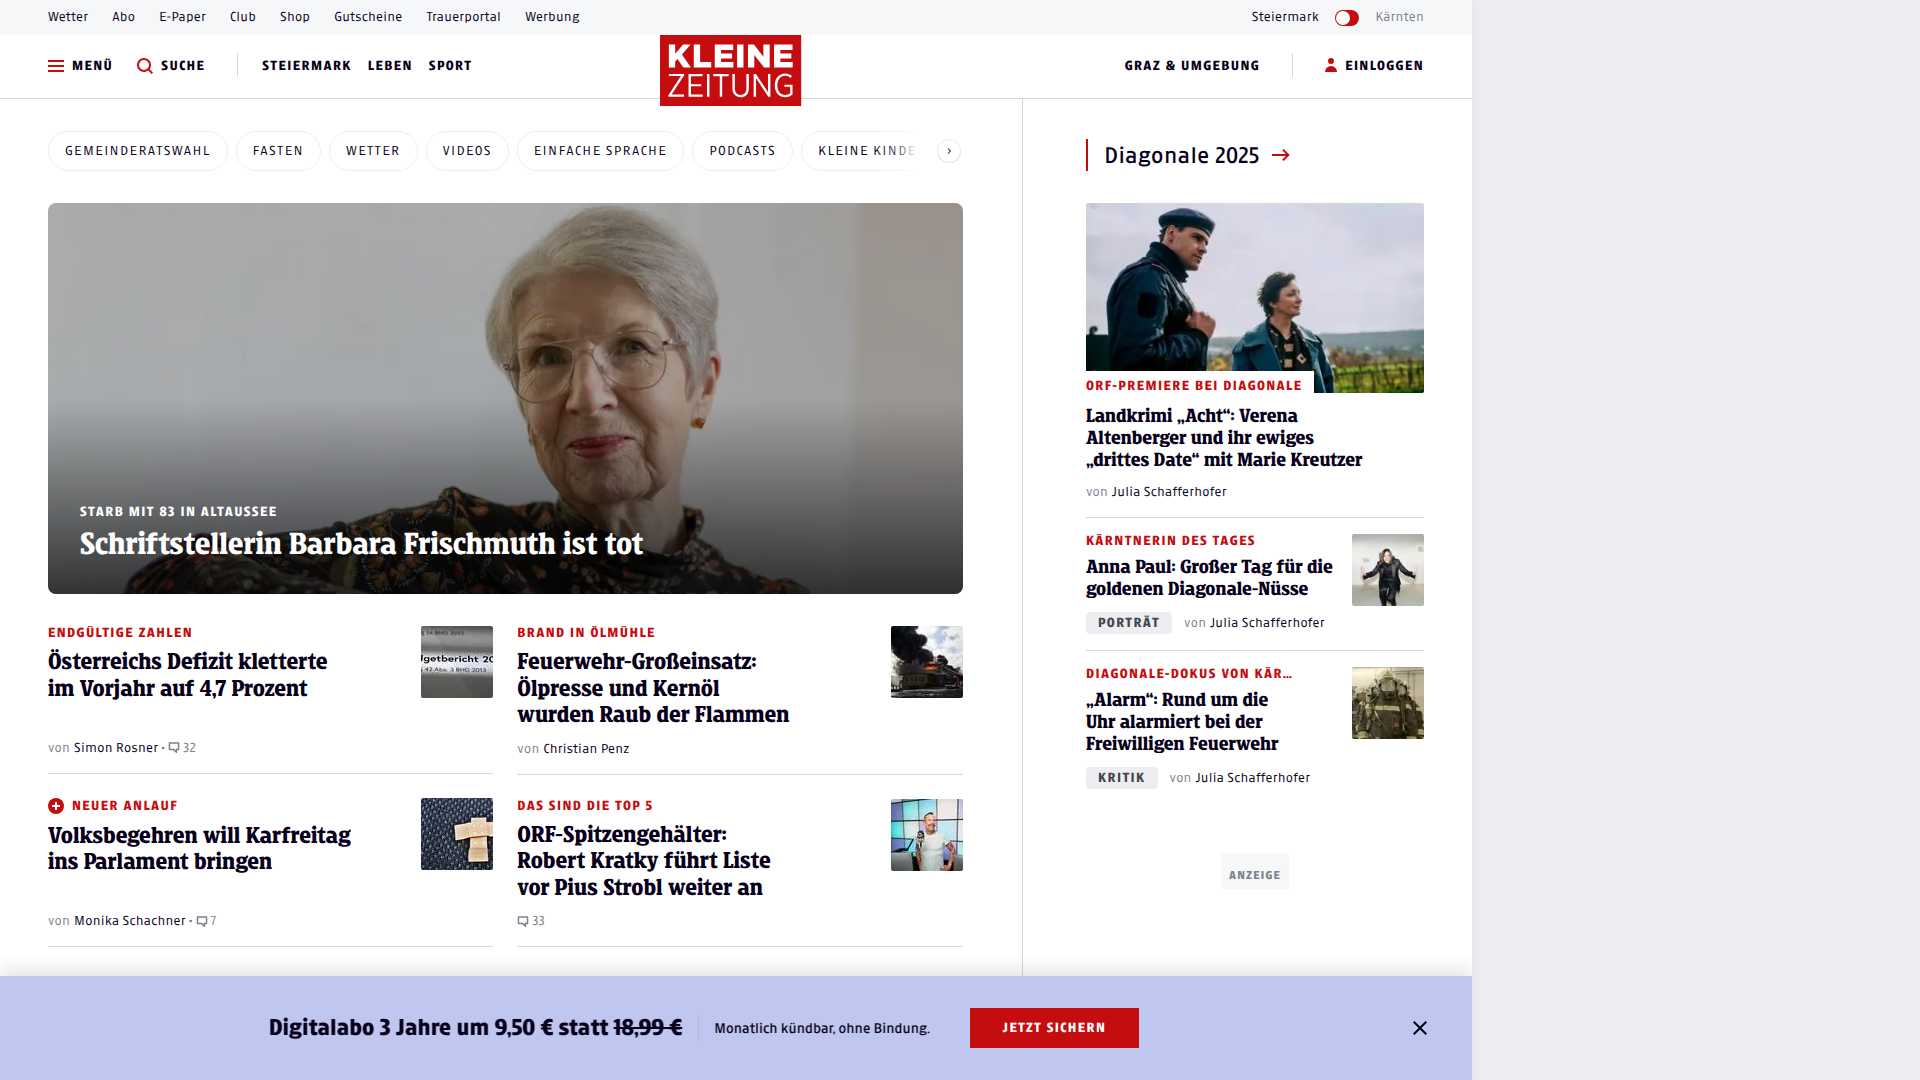 Wetter Abo E-Paper Club Shop Gutscheine Trauerportal Werbung Steiermark Kärnten
MENÜ SUCHE STEIERMARK LEBEN SPORT KLEINE ZEITUNG GRAZ & UMGEBUNG EINLOGGEN
GEMEINDERATSWAHL FASTEN WETTER VIDEOS EINFACHE SPRACHE PODCASTS KLEINE KINDE
STARB MIT 83 IN ALTAUSSEE
Schriftstellerin Barbara Frischmuth ist tot
ENDGÜLTIGE ZAHLEN
Österreichs Defizit kletterte
im Vorjahr auf 4,7 Prozent
von Simon Rosner • 32
BRAND IN ÖLMÜHLE
Feuerwehr-Großeinsatz:
Ölpresse und Kernöl
wurden Raub der Flammen
von Christian Penz
NEUER ANLAUF
Volksbegehren will Karfreitag
ins Parlament bringen
von Monika Schachner • 7
DAS SIND DIE TOP 5
ORF-Spitzengehälter:
Robert Kratky führt Liste
vor Pius Strobl weiter an
33
Diagonale 2025
ORF-PREMIERE BEI DIAGONALE
Landkrimi „Acht“: Verena
Altenberger und ihr ewiges
„drittes Date“ mit Marie Kreutzer
von Julia Schafferhofer
KÄRNTNERIN DES TAGES
Anna Paul: Großer Tag für die
goldenen Diagonale-Nüsse
PORTRÄT von Julia Schafferhofer
DIAGONALE-DOKUS VON KÄR...
„Alarm“: Rund um die
Uhr alarmiert bei der
Freiwilligen Feuerwehr
KRITIK von Julia Schafferhofer
ANZEIGE
Digitalabo 3 Jahre um 9,50 € statt 18,99 € Monatlich kündbar, ohne Bindung. JETZT SICHERN